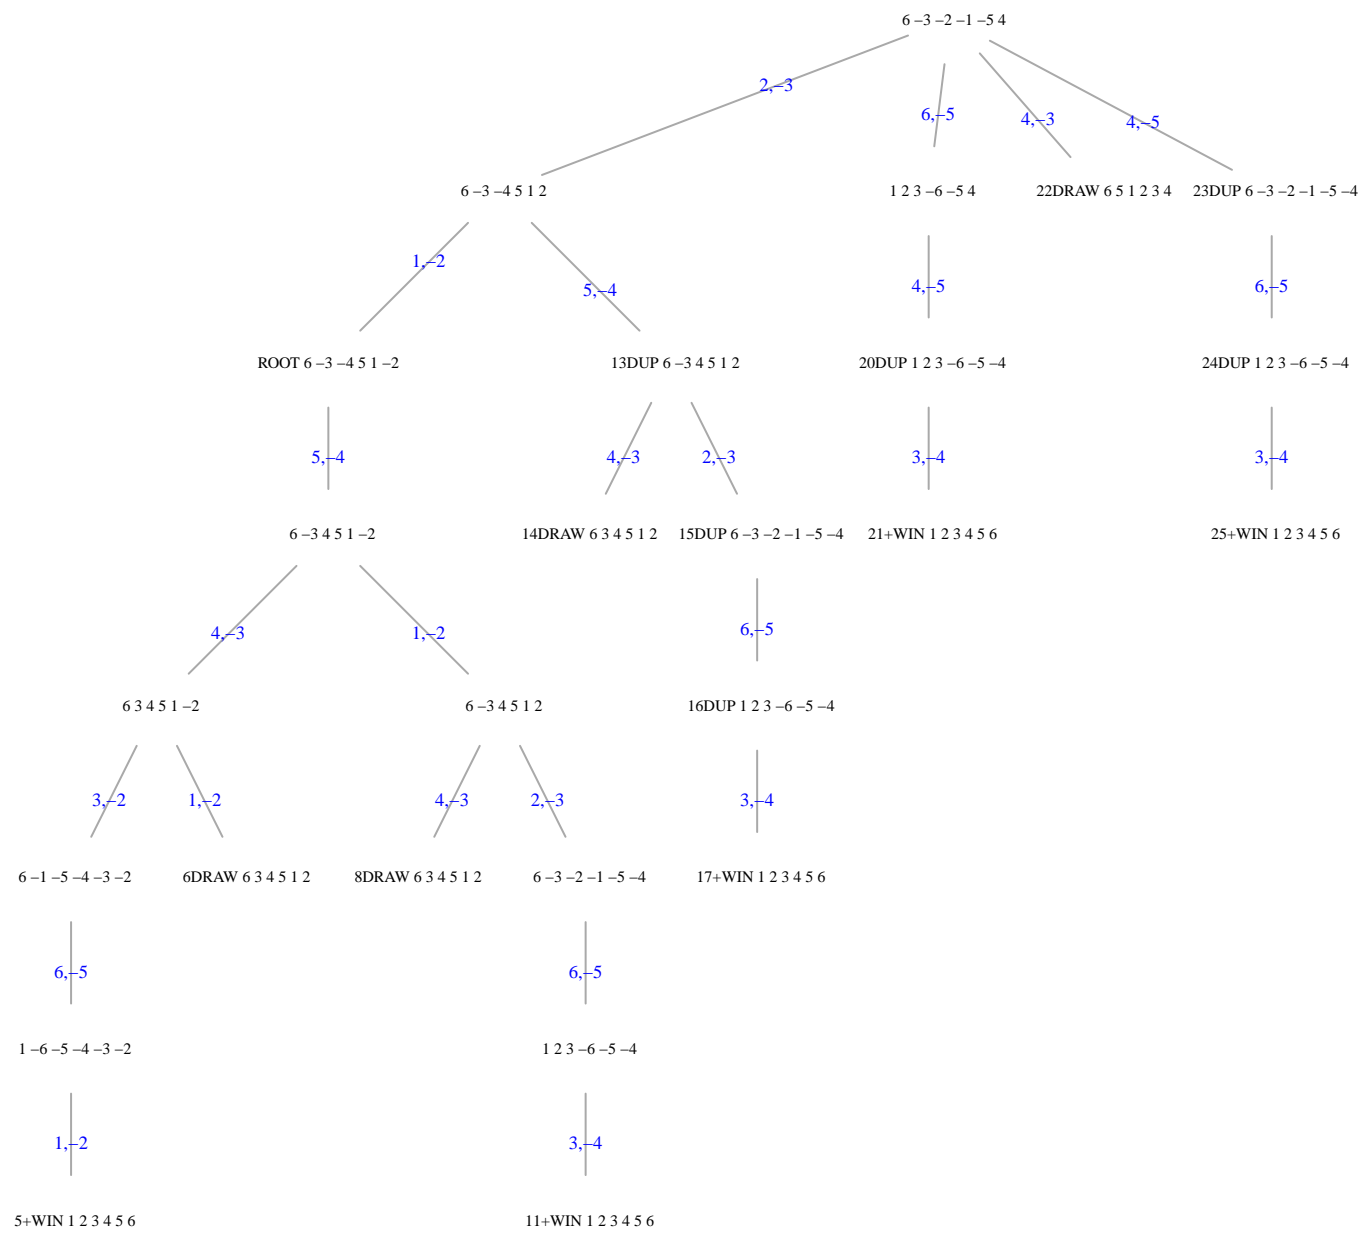 6 –3 –2 –1 –5 4
2,–3
6,–5
4,–3
4,–5
6 –3 –4 5 1 2
1 2 3 –6 –5 4
22DRAW 6 5 1 2 3 4
23DUP 6 –3 –2 –1 –5 –4
1,–2
5,–4
4,–5
6,–5
ROOT 6 –3 –4 5 1 –2
13DUP 6 –3 4 5 1 2
20DUP 1 2 3 –6 –5 –4
24DUP 1 2 3 –6 –5 –4
5,–4
4,–3
2,–3
3,–4
3,–4
6 –3 4 5 1 –2
14DRAW 6 3 4 5 1 2
15DUP 6 –3 –2 –1 –5 –4
21+WIN 1 2 3 4 5 6
25+WIN 1 2 3 4 5 6
4,–3
1,–2
6,–5
6 3 4 5 1 –2
6 –3 4 5 1 2
16DUP 1 2 3 –6 –5 –4
3,–2
1,–2
4,–3
2,–3
3,–4
6 –1 –5 –4 –3 –2
6DRAW 6 3 4 5 1 2
8DRAW 6 3 4 5 1 2
6 –3 –2 –1 –5 –4
17+WIN 1 2 3 4 5 6
6,–5
6,–5
1 –6 –5 –4 –3 –2
1 2 3 –6 –5 –4
1,–2
3,–4
5+WIN 1 2 3 4 5 6
11+WIN 1 2 3 4 5 6